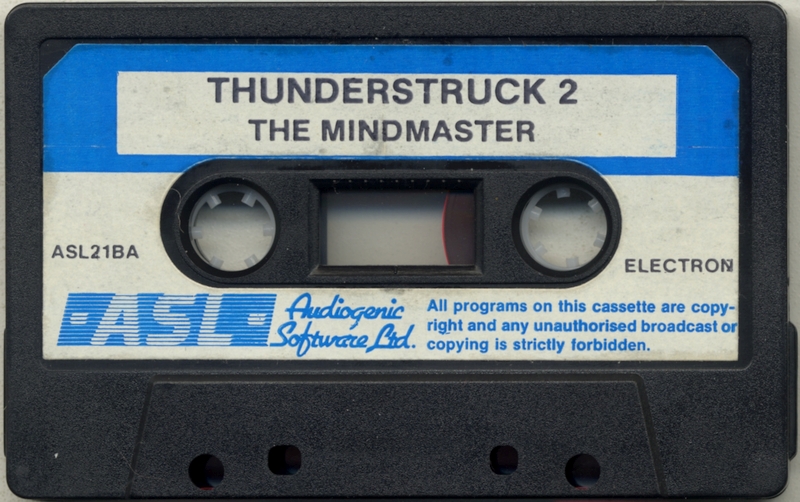 THUNDERSTRUCK 2
THE MINDMASTER
ASL21BA
ELECTRON
ASL
Audiogenic
Software Ltd.
All programs on this cassette are copy-
right and any unauthorised broadcast or
copying is strictly forbidden.